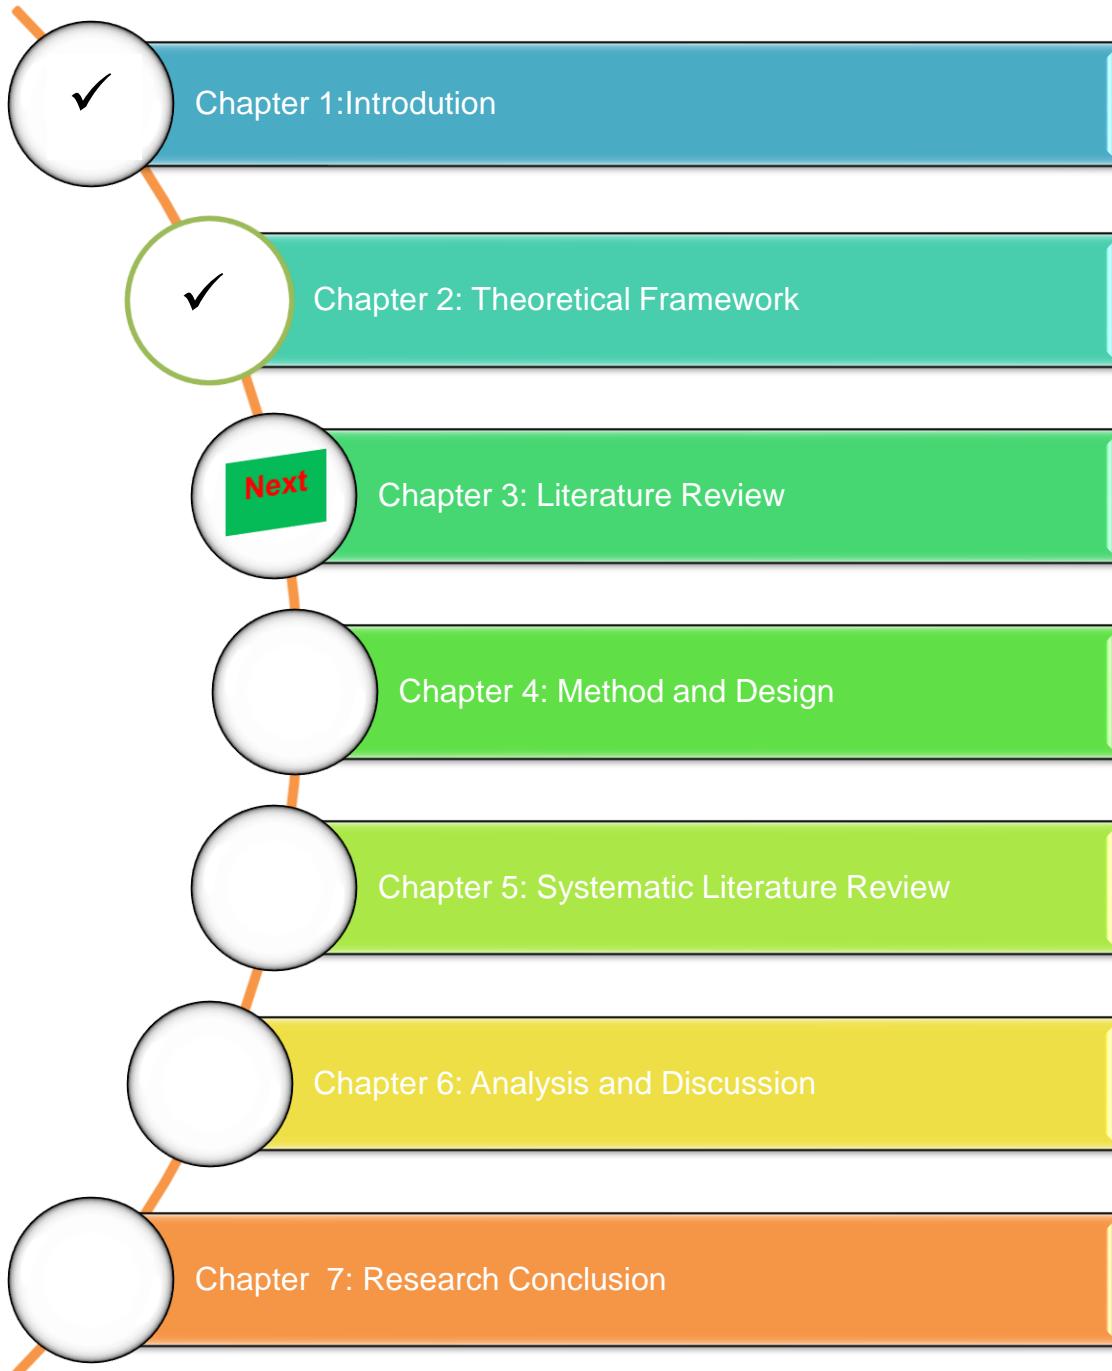 ✓
Chapter 1:Introdution
✓
Chapter 2: Theoretical Framework
Next
Chapter 3: Literature Review
Chapter 4: Method and Design
Chapter 5: Systematic Literature Review
Chapter 6: Analysis and Discussion
Chapter  7: Research Conclusion